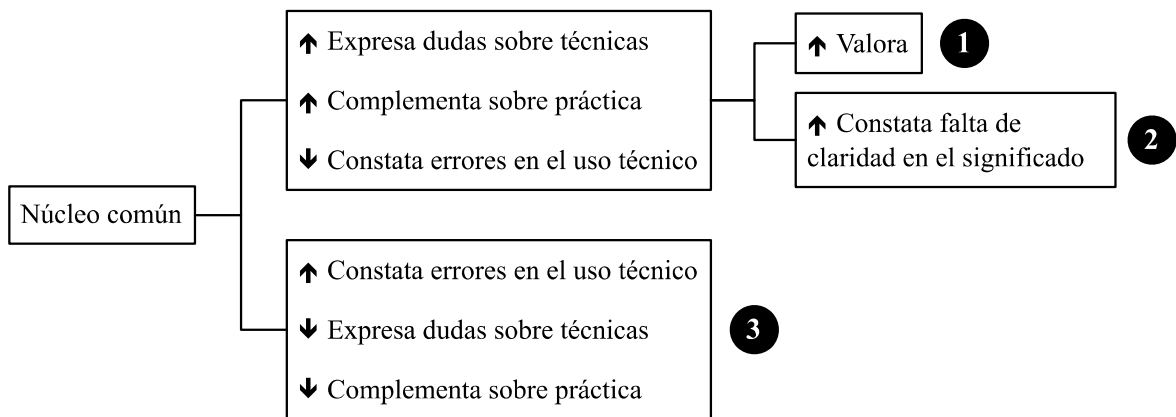 Núcleo común
↑ Expresa dudas sobre técnicas
↑ Complementa sobre práctica
↓ Constata errores en el uso técnico
↑ Valora
1
↑ Constata falta de
claridad en el significado
2
↑ Constata errores en el uso técnico
↓ Expresa dudas sobre técnicas
↓ Complementa sobre práctica
3